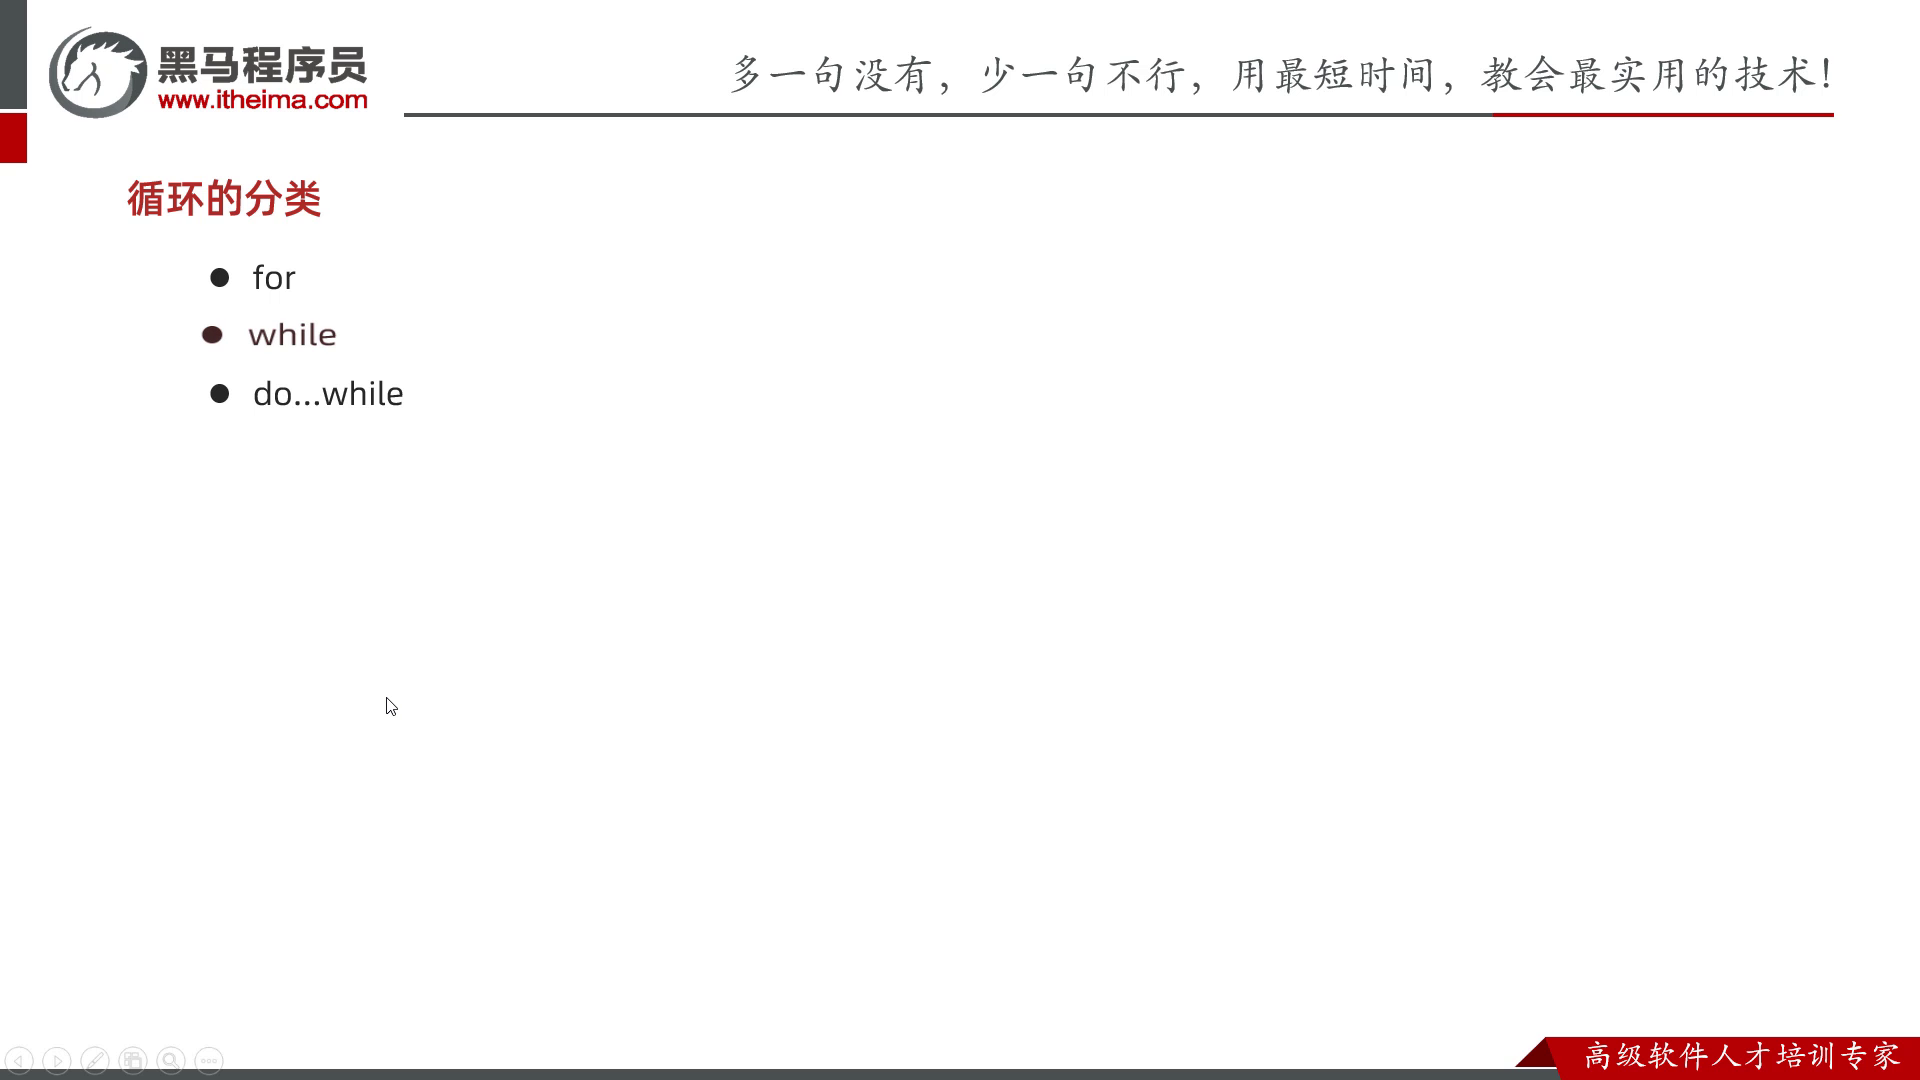 黑马程序员
www.itheima.com
多一句没有，少一句不行，用最短时间，教会最实用的技术！
循环的分类
for
while
do...while
高级软件人才培训专家